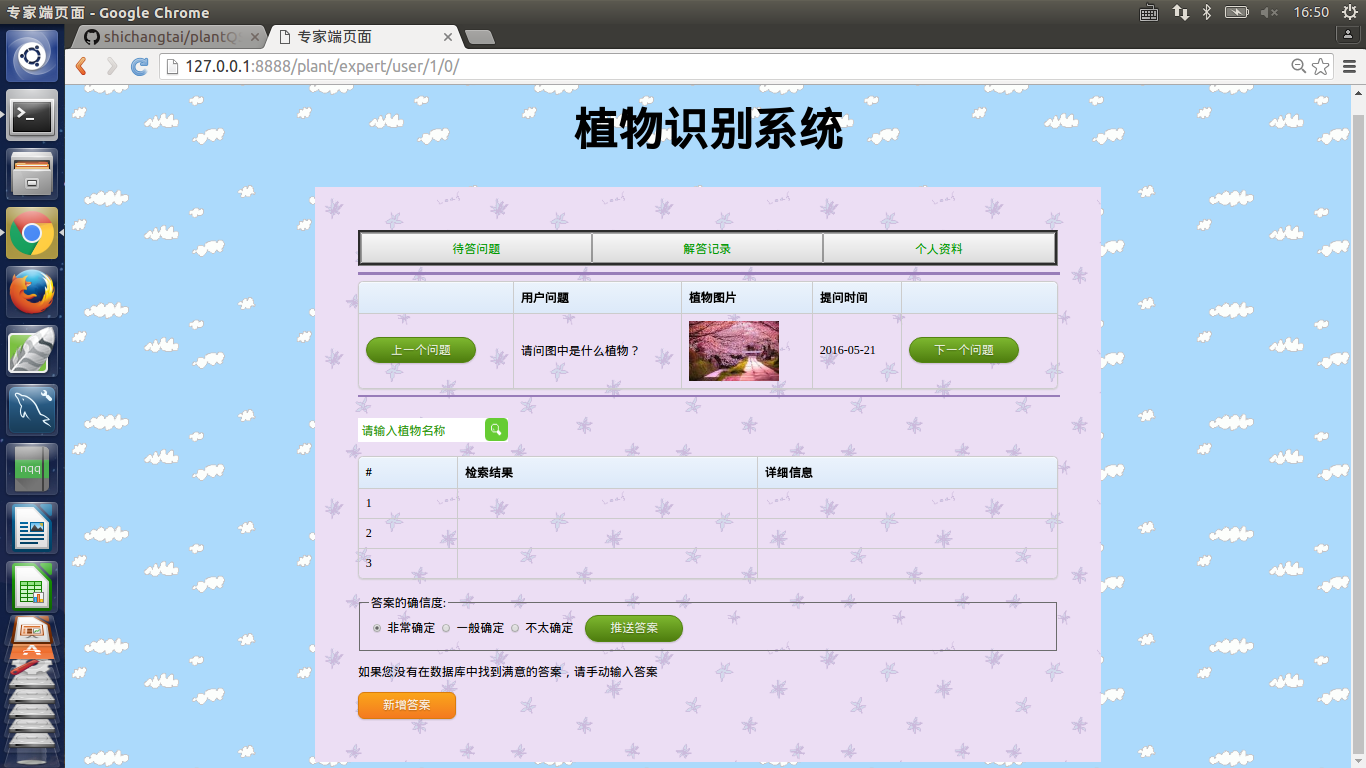 专家端页面 - Google Chrome
16:50
shichangtai/plantQ
专家端页面
127.0.0.1:8888/plant/expert/user/1/0/
植物识别系统
待答问题 解答记录 个人资料
用户问题 植物图片 提问时间
上一个问题 请问图中是什么植物？ 2016-05-21 下一个问题
请输入植物名称
# 检索结果 详细信息
1
2
3
答案的确信度:
非常确定 一般确定 不太确定 推送答案
如果您没有在数据库中找到满意的答案，请手动输入答案
新增答案
nqq